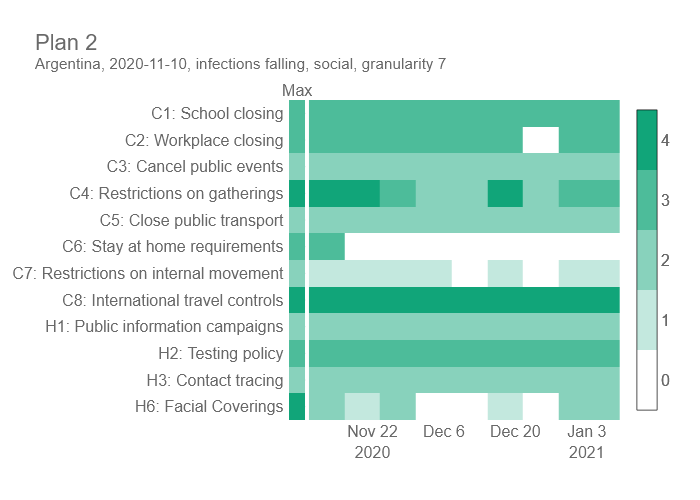 Plan 2
Argentina, 2020-11-10, infections falling, social, granularity 7
Max
C1: School closing
C2: Workplace closing
C3: Cancel public events
C4: Restrictions on gatherings
C5: Close public transport
C6: Stay at home requirements
C7: Restrictions on internal movement
C8: International travel controls
H1: Public information campaigns
H2: Testing policy
H3: Contact tracing
H6: Facial Coverings
4
3
2
1
0
Nov 22 Dec 6 Dec 20 Jan 3
2020 2021